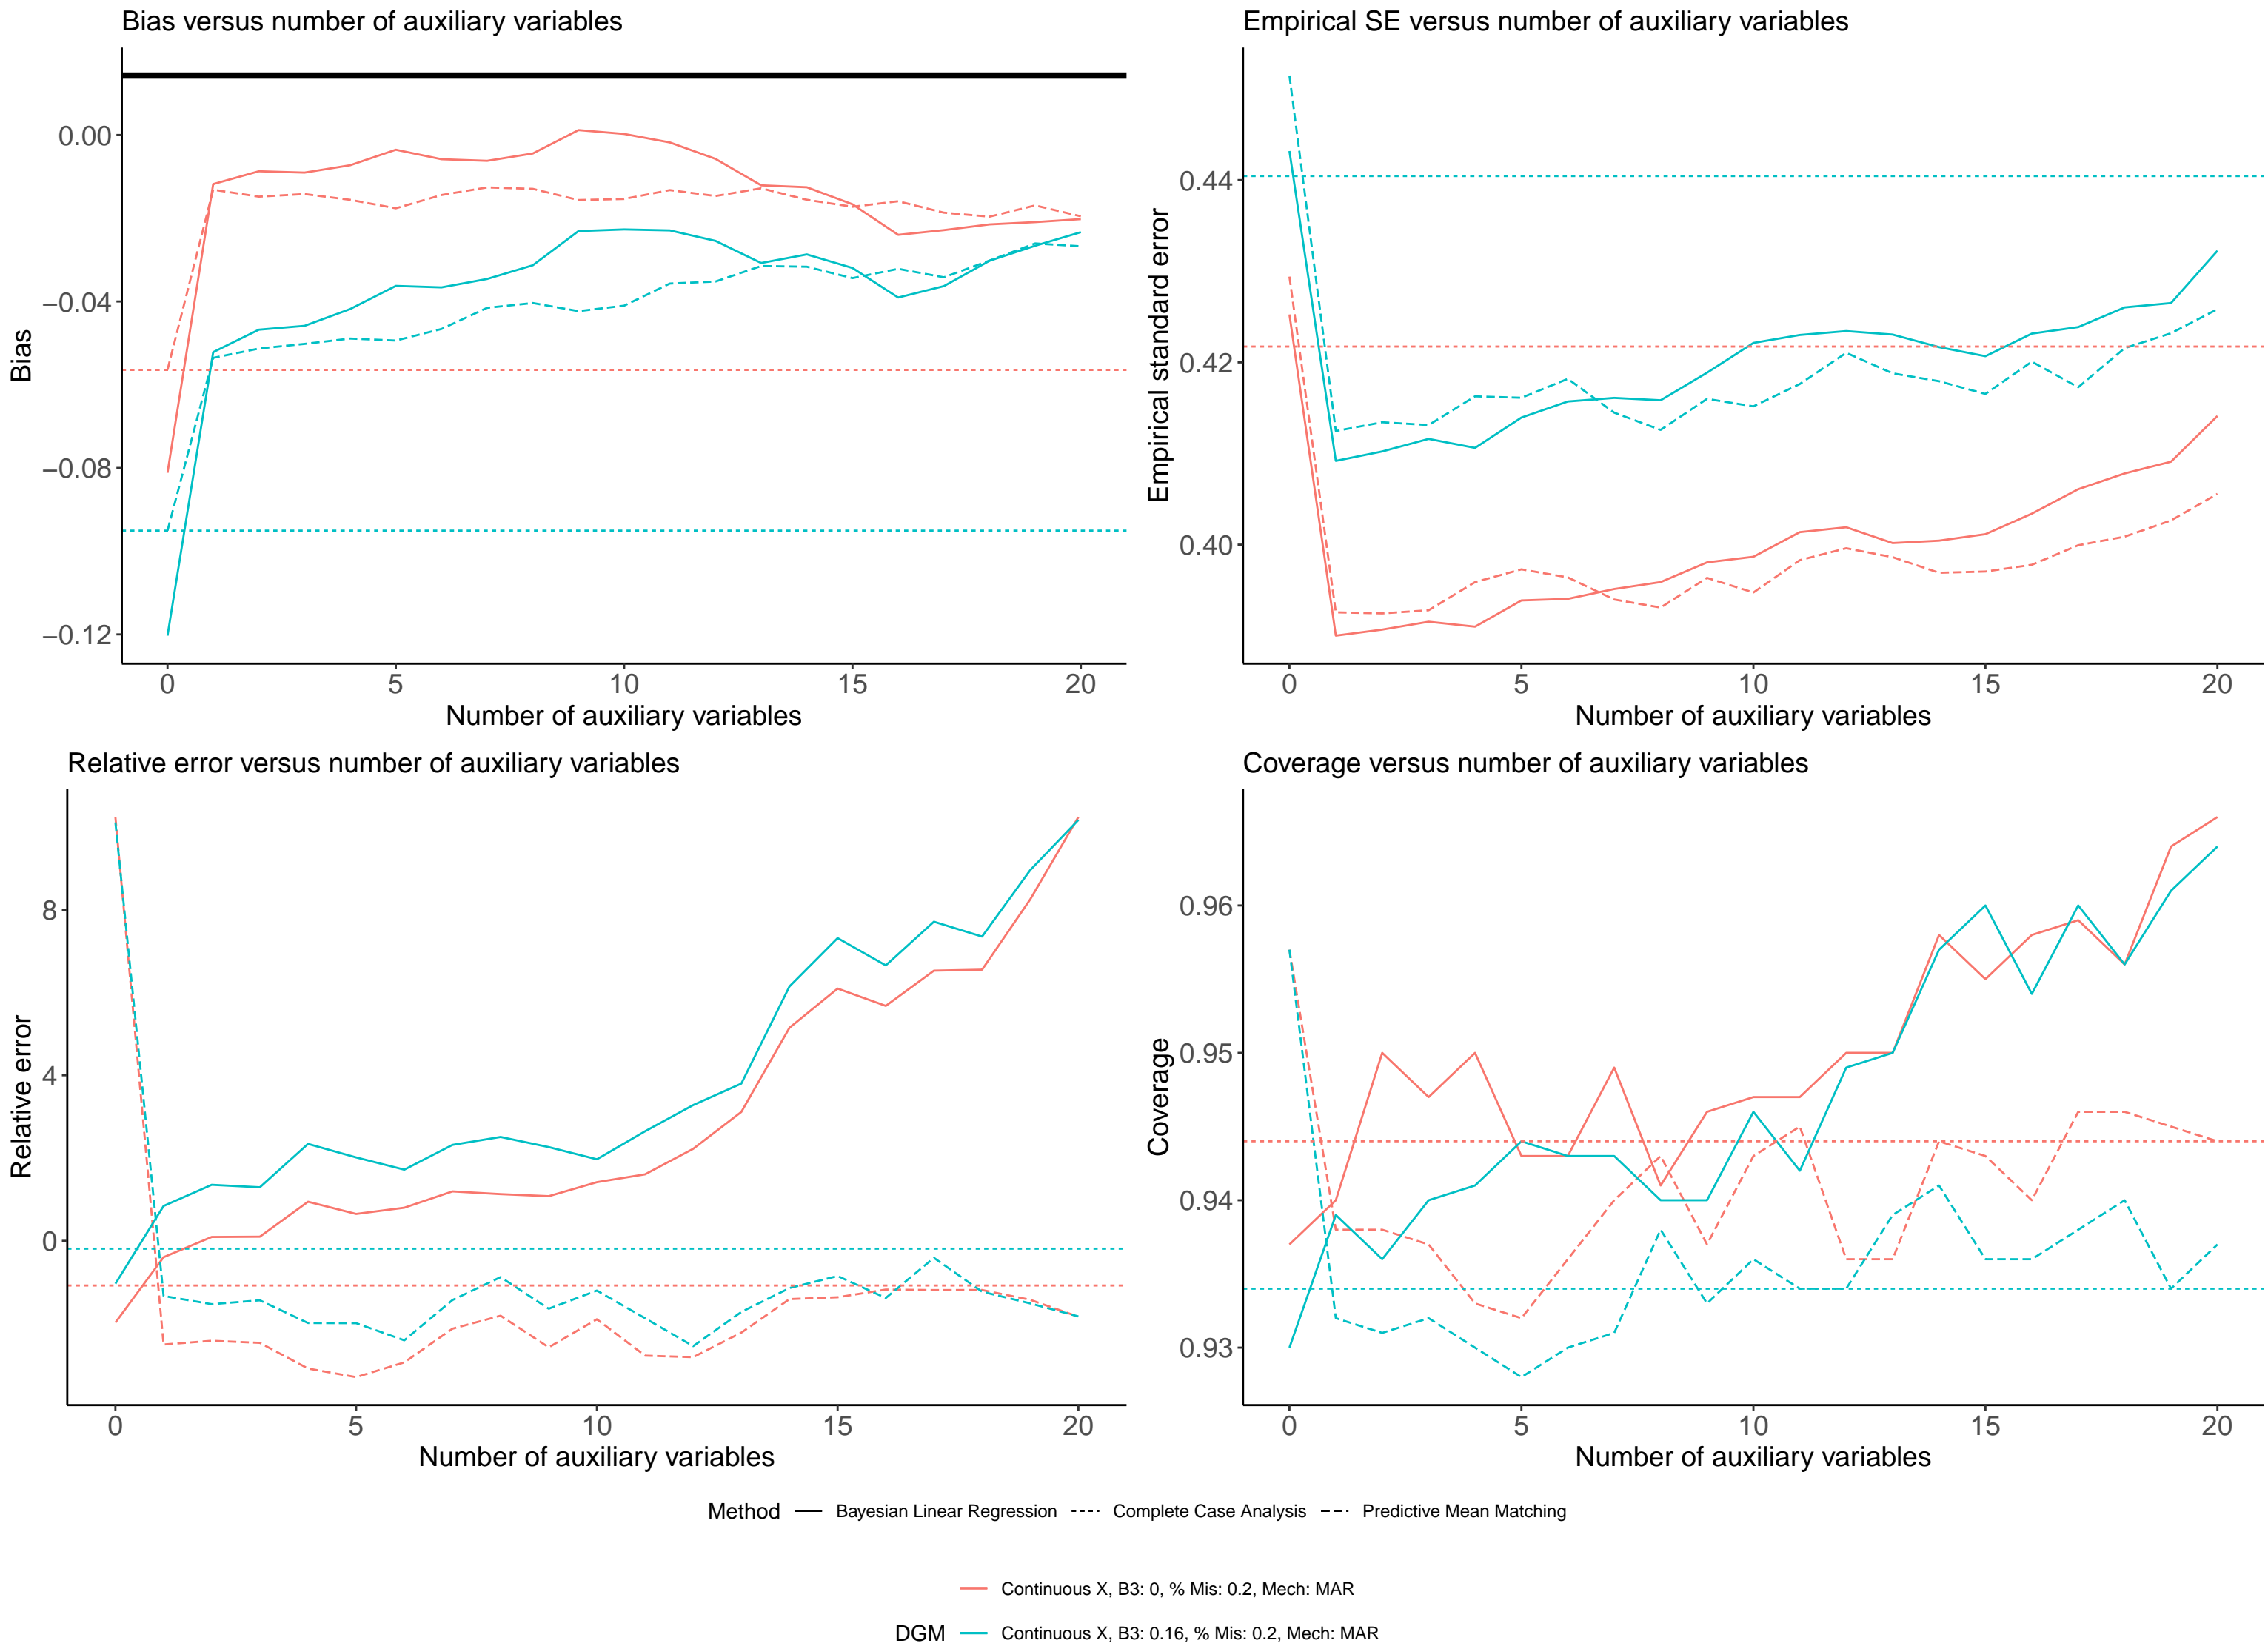 Bias versus number of auxiliary variables
Bias
0.00
−0.04
−0.08
−0.12
0 5 10 15 20
Number of auxiliary variables
Empirical SE versus number of auxiliary variables
Empirical standard error
0.44
0.42
0.40
0 5 10 15 20
Number of auxiliary variables
Relative error versus number of auxiliary variables
Relative error
8
4
0
0 5 10 15 20
Number of auxiliary variables
Coverage versus number of auxiliary variables
Coverage
0.96
0.95
0.94
0.93
0 5 10 15 20
Number of auxiliary variables
Method Bayesian Linear Regression Complete Case Analysis Predictive Mean Matching
Continuous X, B3: 0, % Mis: 0.2, Mech: MAR
DGM Continuous X, B3: 0.16, % Mis: 0.2, Mech: MAR